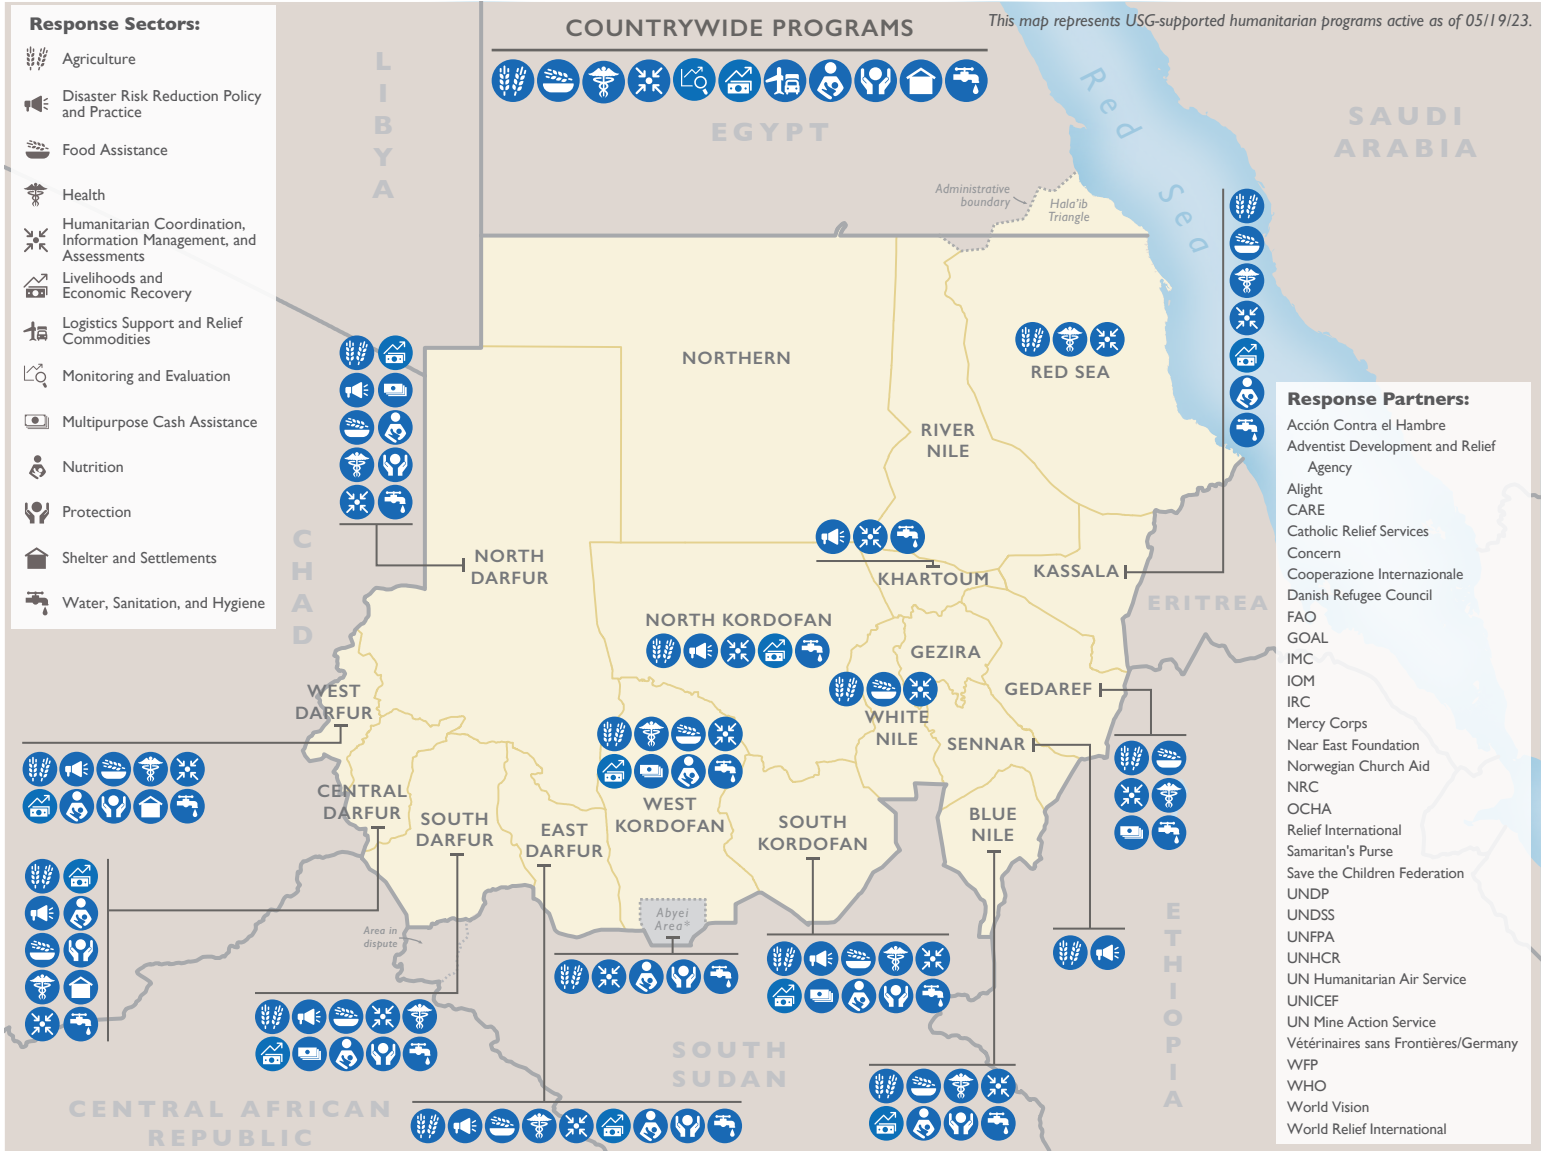 This map represents USG-supported humanitarian programs active as of 05/19/23.
COUNTRYWIDE PROGRAMS
Response Sectors:
Agriculture
Disaster Risk Reduction Policy
and Practice
Food Assistance
Health
Humanitarian Coordination,
Information Management, and
Assessments
Livelihoods and
Economic Recovery
Logistics Support and Relief
Commodities
Monitoring and Evaluation
Multipurpose Cash Assistance
Nutrition
Protection
Shelter and Settlements
Water, Sanitation, and Hygiene
LIBYA
EGYPT
Red Sea
SAUDI
ARABIA
Administrative
boundary
Hala'ib
Triangle
NORTHERN
RED SEA
RIVER
NILE
CHAD
NORTH
DARFUR
KHARTOUM
KASSALA
ERITREA
NORTH KORDOFAN
GEZIRA
WEST
DARFUR
GEDAREF
WHITE
NILE
SENNAR
CENTRAL
DARFUR
SOUTH
DARFUR
EAST
DARFUR
WEST
KORDOFAN
SOUTH
KORDOFAN
BLUE
NILE
Abyei
Area*
Area in
dispute
ETHIOPIA
SOUTH
SUDAN
CENTRAL AFRICAN
REPUBLIC
Response Partners:
Acción Contra el Hambre
Adventist Development and Relief
Agency
Alight
CARE
Catholic Relief Services
Concern
Cooperazione Internazionale
Danish Refugee Council
FAO
GOAL
IMC
IOM
IRC
Mercy Corps
Near East Foundation
Norwegian Church Aid
NRC
OCHA
Relief International
Samaritan's Purse
Save the Children Federation
UNDP
UNDSS
UNFPA
UNHCR
UN Humanitarian Air Service
UNICEF
UN Mine Action Service
Vétérinaires sans Frontières/Germany
WFP
WHO
World Vision
World Relief International